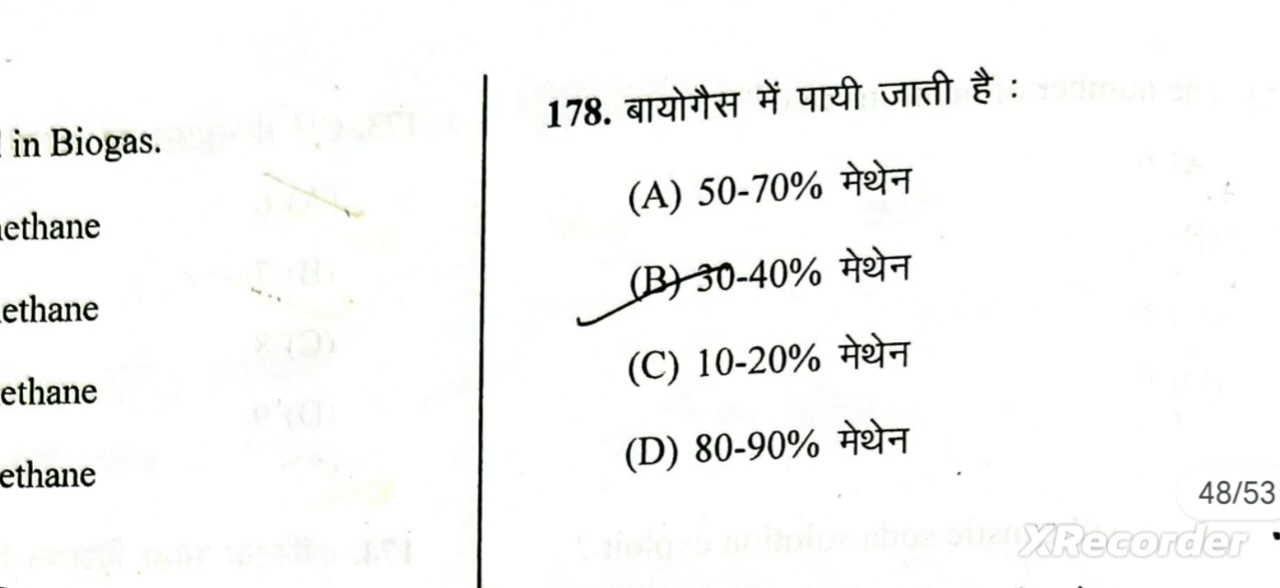 in Biogas.
ethane
ethane
ethane
ethane
178. बायोगैस में पायी जाती है :
(A) 50-70% मेथेन
(B) 30-40% मेथेन
(C) 10-20% मेथेन
(D) 80-90% मेथेन
48/53
XRecorder